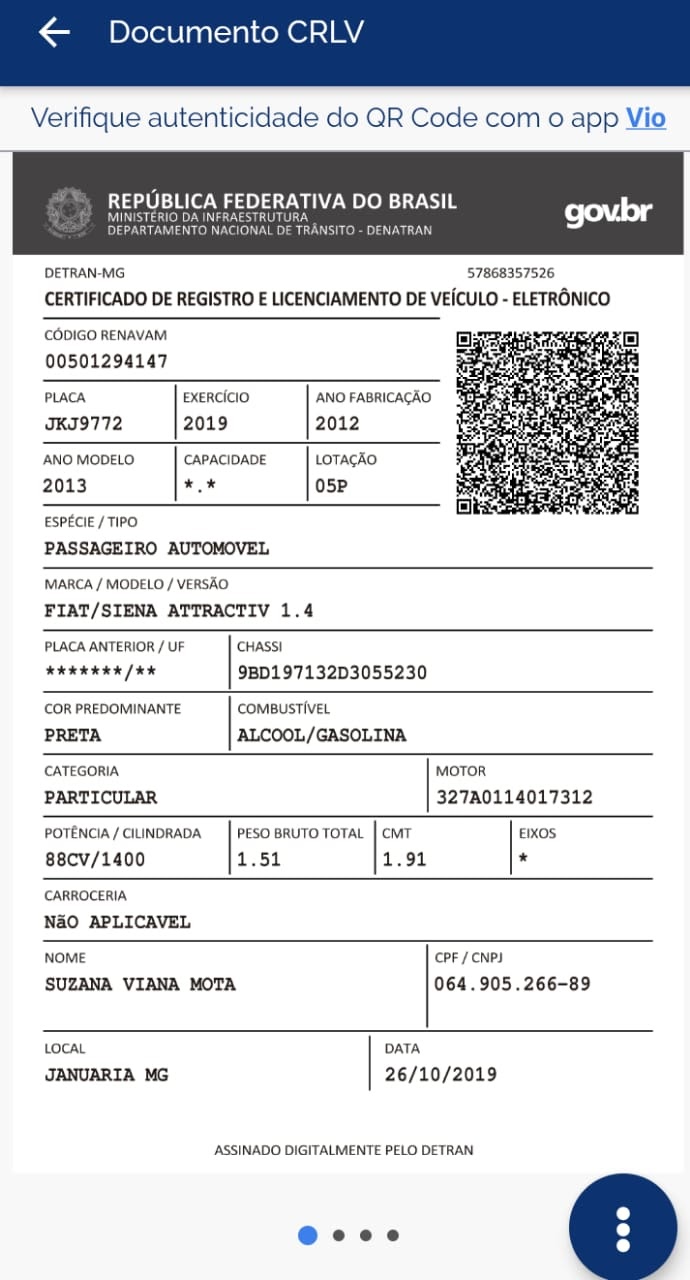 Documento CRLV
Verifique autenticidade do QR Code com o app Vio
REPÚBLICA FEDERATIVA DO BRASIL
MINISTÉRIO DA INFRAESTRUTURA
DEPARTAMENTO NACIONAL DE TRÂNSITO - DENATRAN
gov.br
DETRAN-MG 57868357526
CERTIFICADO DE REGISTRO E LICENCIAMENTO DE VEÍCULO - ELETRÔNICO
CÓDIGO RENAVAM
00501294147
PLACA EXERCÍCIO ANO FABRICAÇÃO
JKJ9772 2019 2012
ANO MODELO CAPACIDADE LOTAÇÃO
2013 *.* 05P
ESPÉCIE / TIPO
PASSAGEIRO AUTOMOVEL
MARCA / MODELO / VERSÃO
FIAT/SIENA ATTRACTIV 1.4
PLACA ANTERIOR / UF CHASSI
*******/** 9BD197132D3055230
COR PREDOMINANTE COMBUSTÍVEL
PRETA ALCOOL/GASOLINA
CATEGORIA MOTOR
PARTICULAR 327A0114017312
POTÊNCIA / CILINDRADA PESO BRUTO TOTAL CMT EIXOS
88CV/1400 1.51 1.91 *
CARROCERIA
NãO APLICAVEL
NOME CPF / CNPJ
SUZANA VIANA MOTA 064.905.266-89
LOCAL DATA
JANUARIA MG 26/10/2019
ASSINADO DIGITALMENTE PELO DETRAN